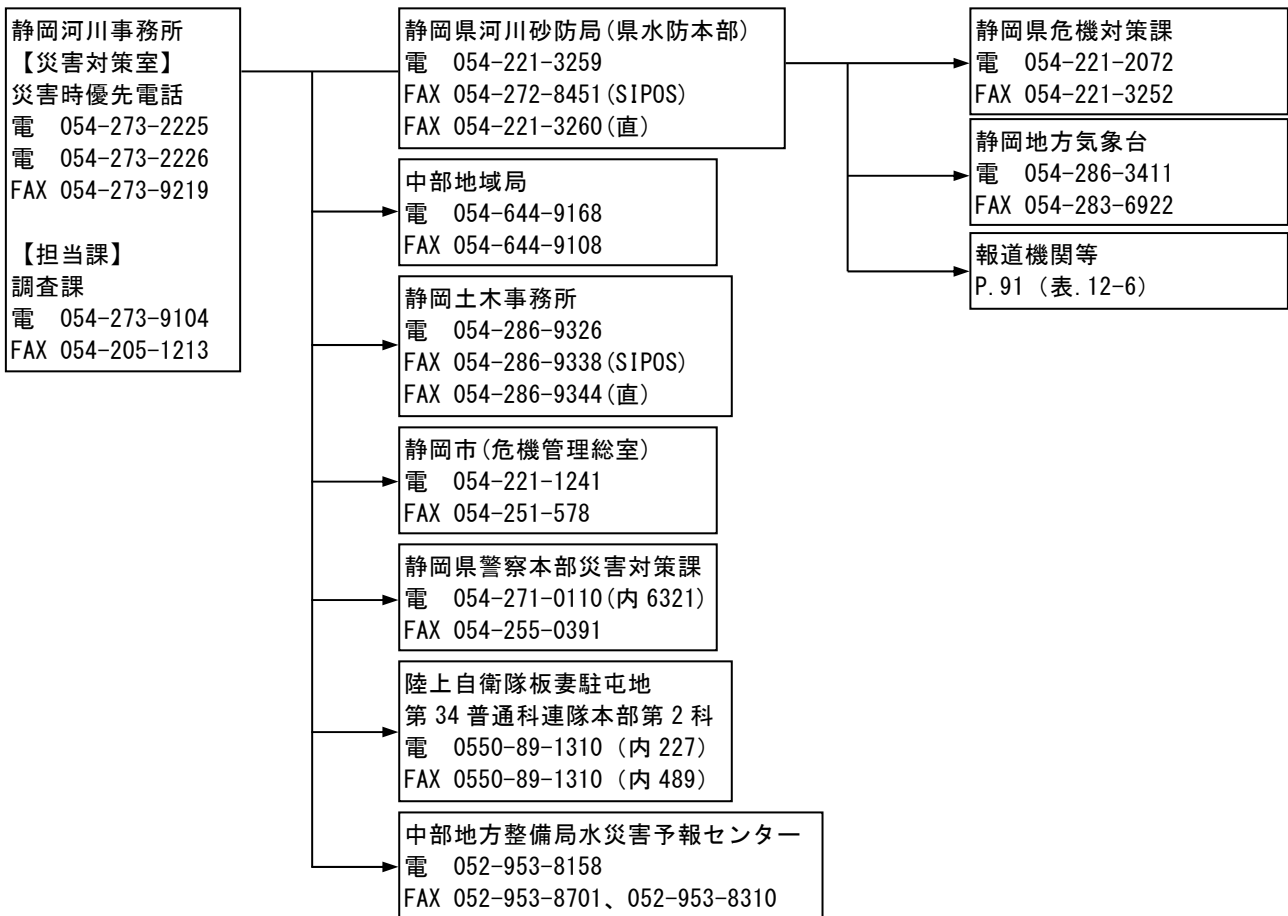 静岡河川事務所
【災害対策室】
災害時優先電話
電　054-273-2225
電　054-273-2226
FAX 054-273-9219
【担当課】
調査課
電　054-273-9104
FAX 054-205-1213
静岡県河川砂防局(県水防本部)
電　054-221-3259
FAX 054-272-8451(SIPOS)
FAX 054-221-3260(直)
中部地域局
電　054-644-9168
FAX 054-644-9108
静岡土木事務所
電　054-286-9326
FAX 054-286-9338(SIPOS)
FAX 054-286-9344(直)
静岡市(危機管理総室)
電　054-221-1241
FAX 054-251-578
静岡県警察本部災害対策課
電　054-271-0110(内 6321)
FAX 054-255-0391
陸上自衛隊板妻駐屯地
第 34 普通科連隊本部第 2 科
電　0550-89-1310（内 227）
FAX 0550-89-1310（内 489）
中部地方整備局水災害予報センター
電　052-953-8158
FAX 052-953-8701、052-953-8310
静岡県危機対策課
電　054-221-2072
FAX 054-221-3252
静岡地方気象台
電　054-286-3411
FAX 054-283-6922
報道機関等
P.91（表.12-6）